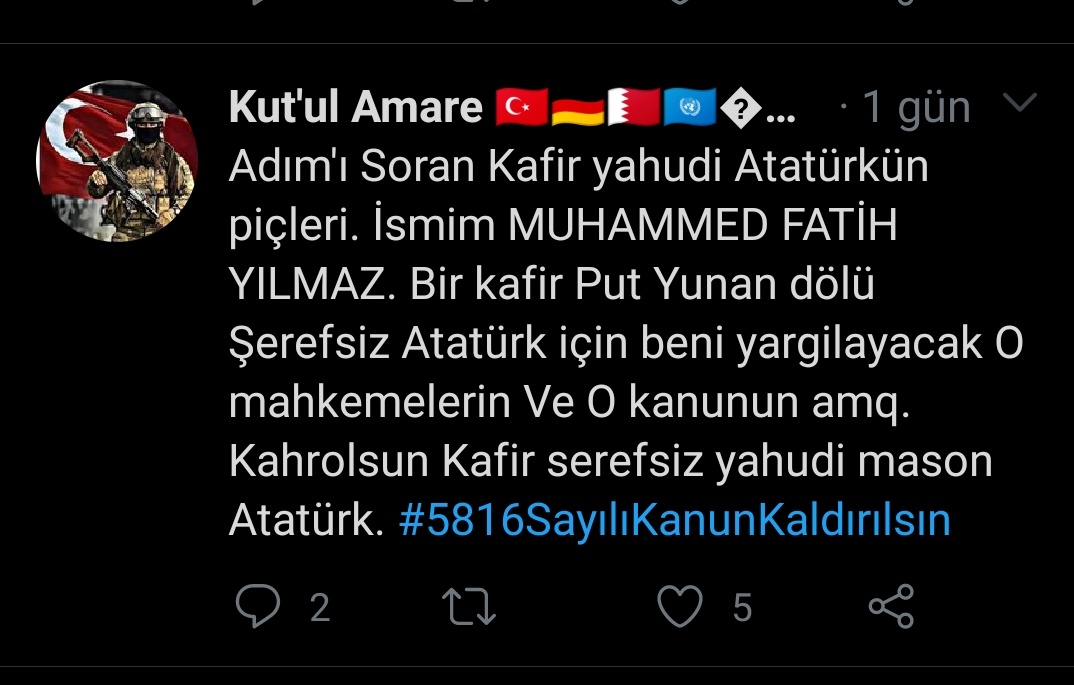 Kut'ul Amare 🇹🇷🇩🇪🇧🇭🇺🇳�... · 1 gün
Adım'ı Soran Kafir yahudi Atatürkün
piçleri. İsmim MUHAMMED FATİH
YILMAZ. Bir kafir Put Yunan dölü
Şerefsiz Atatürk için beni yargilayacak O
mahkemelerin Ve O kanunun amq.
Kahrolsun Kafir serefsiz yahudi mason
Atatürk. #5816SayılıKanunKaldırılsın
2 5